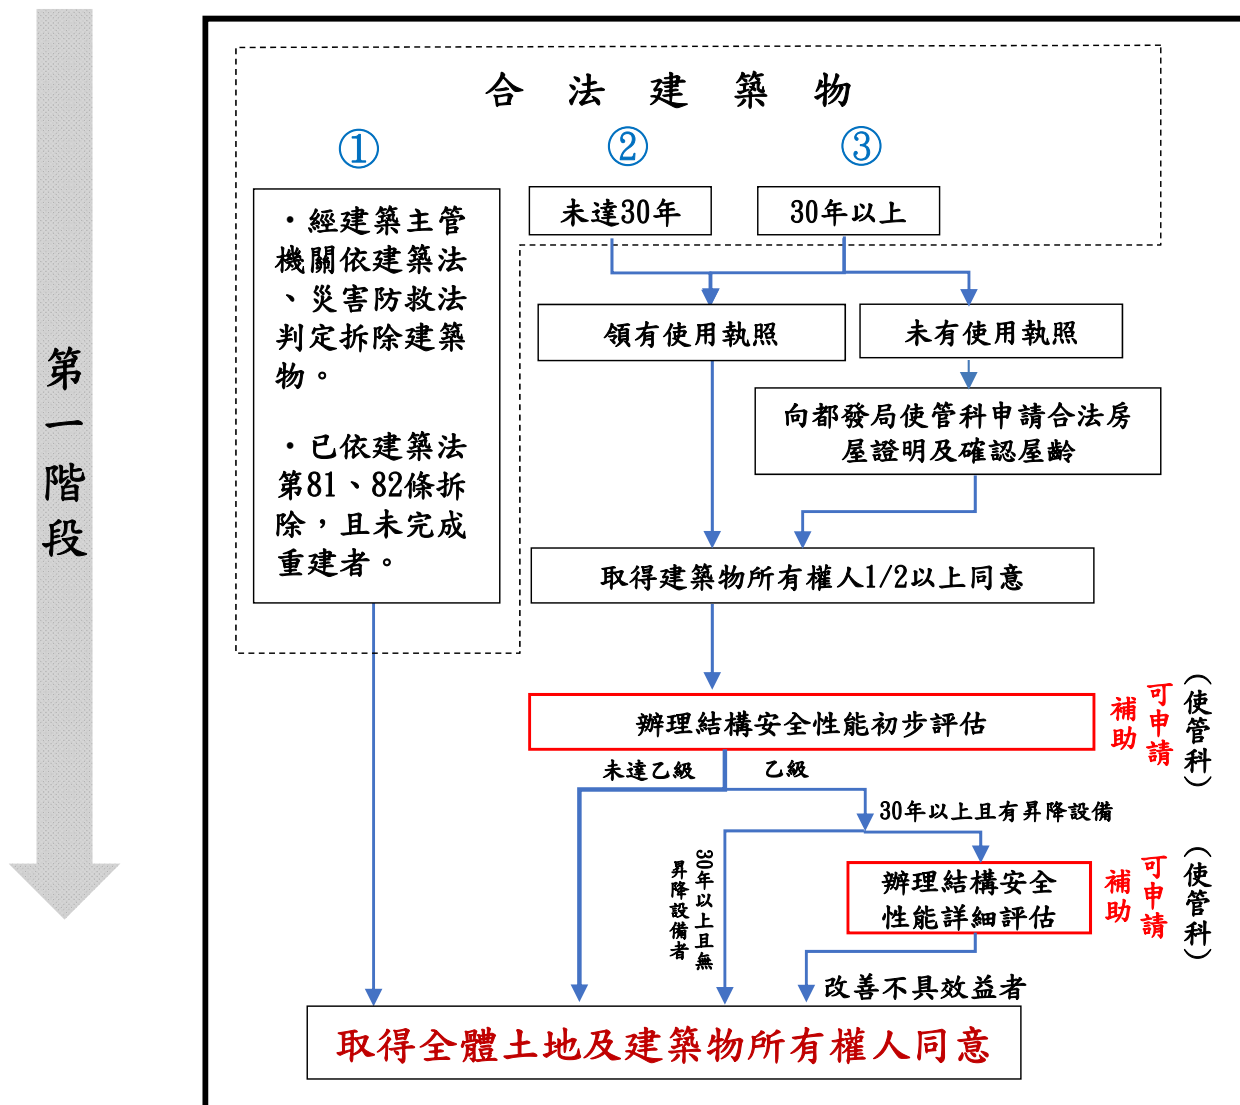 第一階段
合法建築物
①
②
③
・經建築主管
機關依建築法
、災害防救法
判定拆除建築
物。
・已依建築法
第81、82條拆
除，且未完成
重建者。
未達30年
30年以上
領有使用執照
未有使用執照
向都發局使管科申請合法房
屋證明及確認屋齡
取得建築物所有權人1/2以上同意
辦理結構安全性能初步評估
可申請
補助
（使管科）
未達乙級
乙級
30年以上且有昇降設備
30年以上且無
昇降設備者
辦理結構安全
性能詳細評估
可申請
補助
（使管科）
改善不具效益者
取得全體土地及建築物所有權人同意